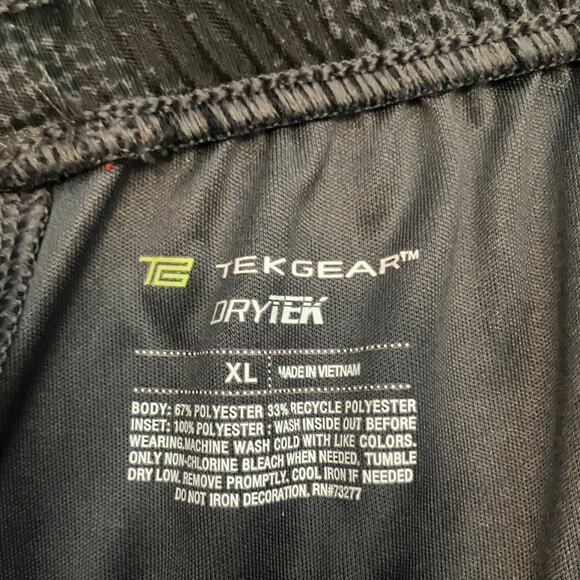 TG TEKGEAR™
DRYTEK
XL MADE IN VIETNAM
BODY: 67% POLYESTER 33% RECYCLE POLYESTER
INSET: 100% POLYESTER : WASH INSIDE OUT BEFORE
WEARING.MACHINE WASH COLD WITH LIKE COLORS.
ONLY NON-CHLORINE BLEACH WHEN NEEDED. TUMBLE
DRY LOW. REMOVE PROMPTLY. COOL IRON IF NEEDED
DO NOT IRON DECORATION. RN#73277